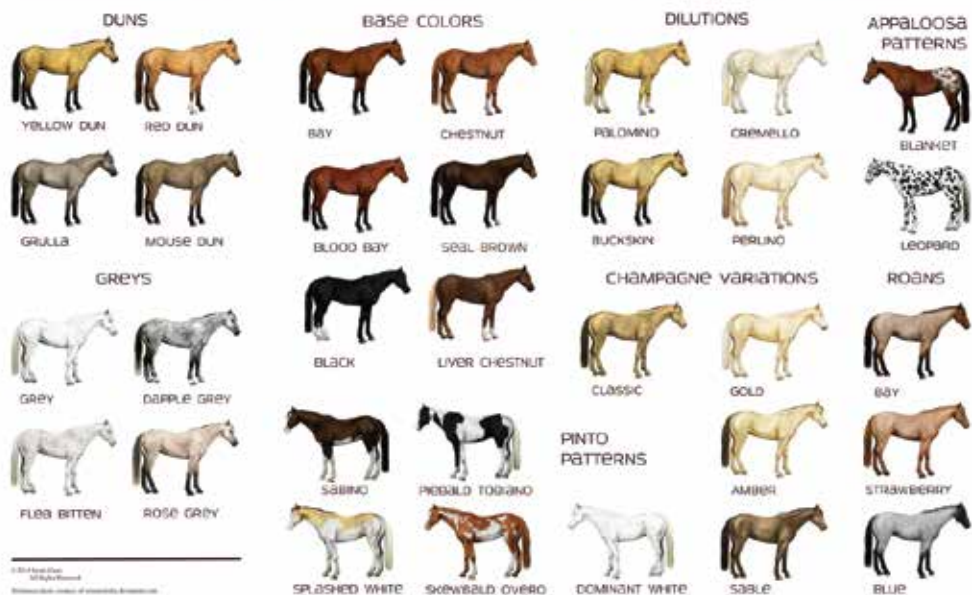 DUNS
YELLOW DUN
RED DUN
GRULLA
MOUSE DUN
GREYS
GREY
DAPPLE GREY
FLEA BITTEN
ROSE GREY
All Rights Reserved
BASE COLORS
BAY
CHESTNUT
BLOOD BAY
SEAL BROWN
BLACK
LIVER CHESTNUT
SABINO
PIEBALD TOBIANO
SPLASHED WHITE
SKEWBALD OVERO
PINTO
PATTERNS
DOMINANT WHITE
DILUTIONS
PALOMINO
CREMELLO
BUCKSKIN
PERLINO
CHAMPAGNE VARIATIONS
CLASSIC
GOLD
AMBER
SABLE
APPALOOSA
PATTERNS
BLANKET
LEOPARD
ROANS
BAY
STRAWBERRY
BLUE